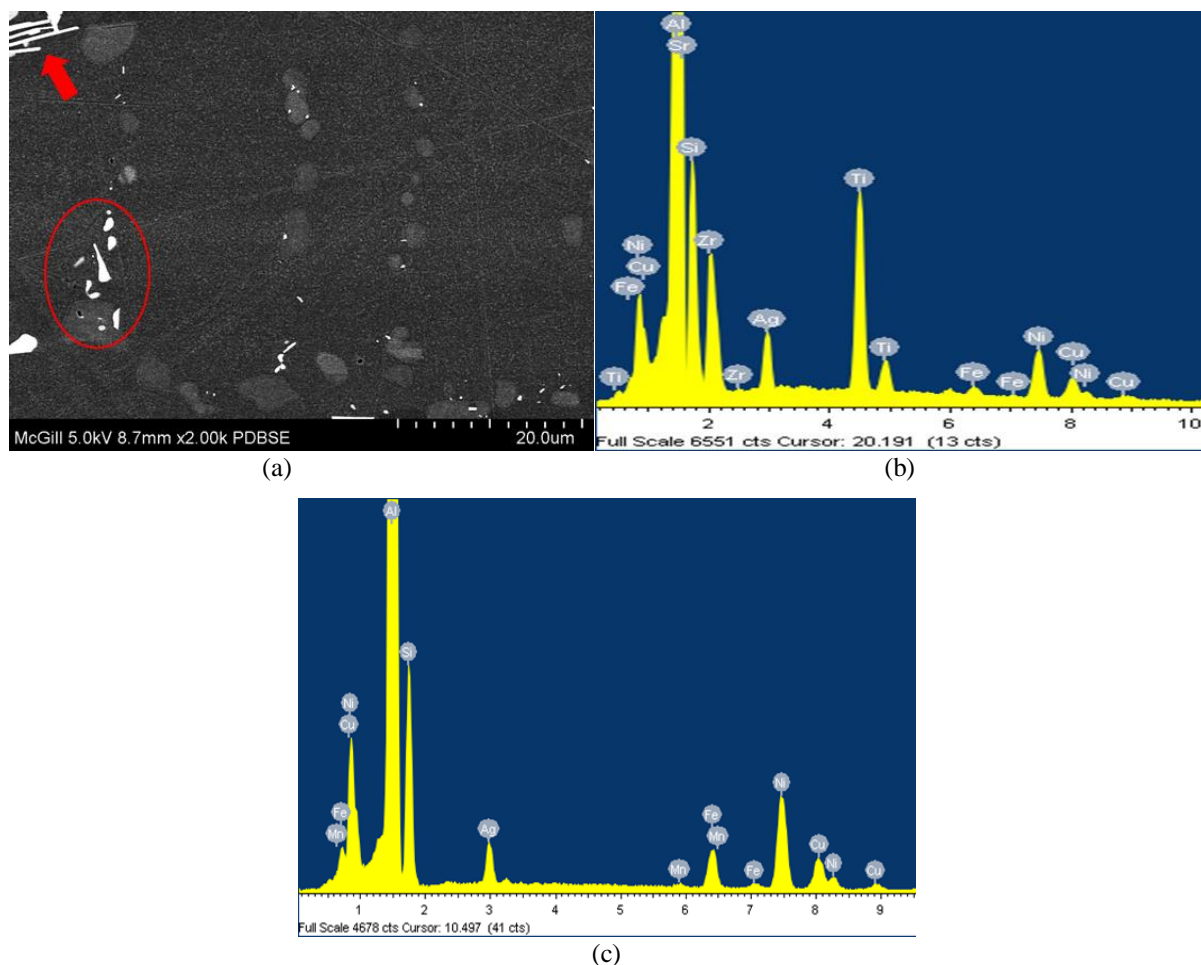 McGill 5.0kV 8.7mm x2.00k PDBSE 20.0um
(a)
Al
Sr
Si
Ti
Ni
Zr
Cu
Fe
Ag
Ti
Zr
Ti
Fe
Fe
Ni
Cu
Ni
Cu
2 4 6 8 10
Full Scale 6551 cts Cursor: 20.191 (13 cts)
(b)
Al
Si
Ni
Cu
Fe
Mn
Ag
Mn
Fe
Mn
Fe
Ni
Cu
Ni
Cu
1 2 3 4 5 6 7 8 9
Full Scale 4678 cts Cursor: 10.497 (41 cts)
(c)